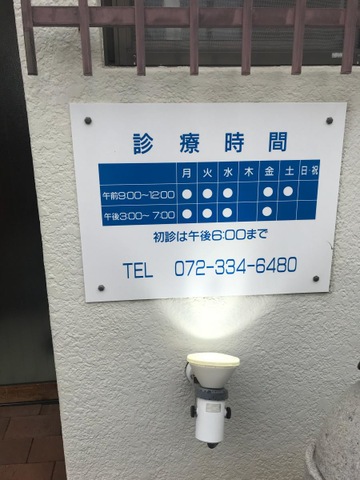 診療時間
月 火 水 木 金 土 日・祝
午前9:00~12:00 ● ● ● ● ●
午後3:00~7:00 ● ● ● ●
初診は午後6:00まで
TEL 072-334-6480